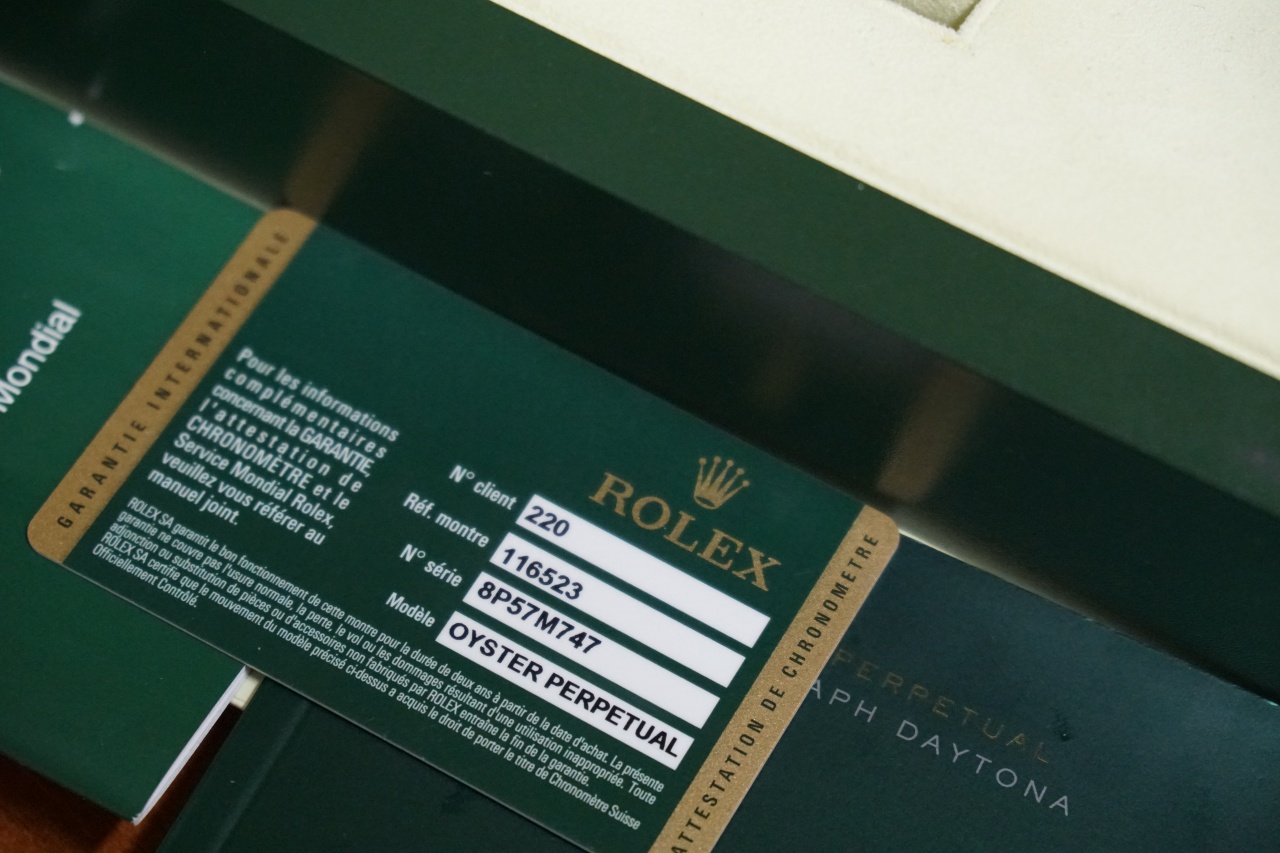 Mondial
GARANTIE INTERNATIONALE
Pour les informations
complémentaires
concernant la GARANTIE,
l'attestation de
CHRONOMÈTRE et le
Service Mondial Rolex,
veuillez vous référer au
manuel joint.
ROLEX
N° client 220
Réf. montre 116523
N° série 8P57M747
Modèle OYSTER PERPETUAL
ROLEX SA garantit le bon fonctionnement de cette montre pour la durée de deux ans à partir de la date d'achat. La présente
garantie ne couvre pas l'usure normale, la perte, le vol ou les dommages résultant d'une utilisation inappropriée. Toute
adjonction ou substitution de pièces ou d'accessoires non fabriqués par ROLEX entraîne la fin de la garantie.
ROLEX SA certifie que le mouvement du modèle précisé ci-dessus a acquis le droit de porter le titre de Chronomètre Suisse
Officiellement Contrôlé.
ATTESTATION DE CHRONOMETRE
PERPETUAL
APH DAYTONA